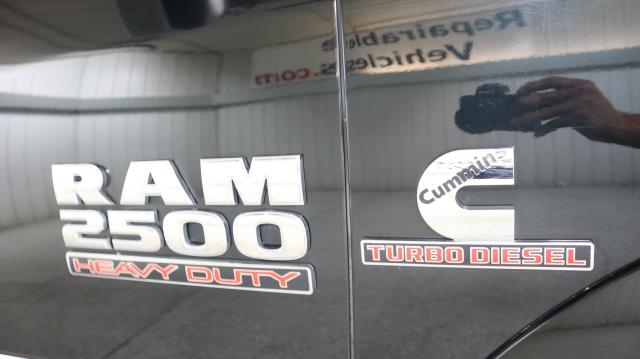 Repairable
Vehicles.com
RAM
2500
HEAVY DUTY
Cummins
TURBO DIESEL